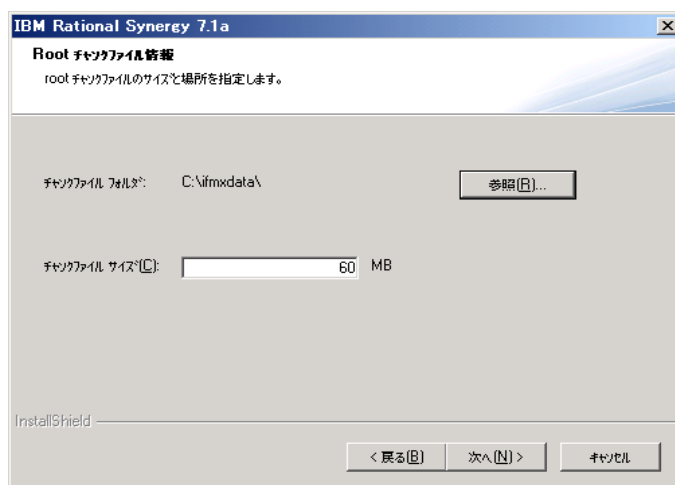 IBM Rational Synergy 7.1a
Root ﾁｬﾝｸﾌｧｲﾙ情報
root ﾁｬﾝｸﾌｧｲﾙのｻｲｽﾞと場所を指定します。
ﾁｬﾝｸﾌｧｲﾙ ﾌｫﾙﾀﾞ: C:\ifmxdata\ 参照(R)...
ﾁｬﾝｸﾌｧｲﾙ ｻｲｽﾞ(C): 60 MB
InstallShield
< 戻る(B) 次へ(N) > ｷｬﾝｾﾙ